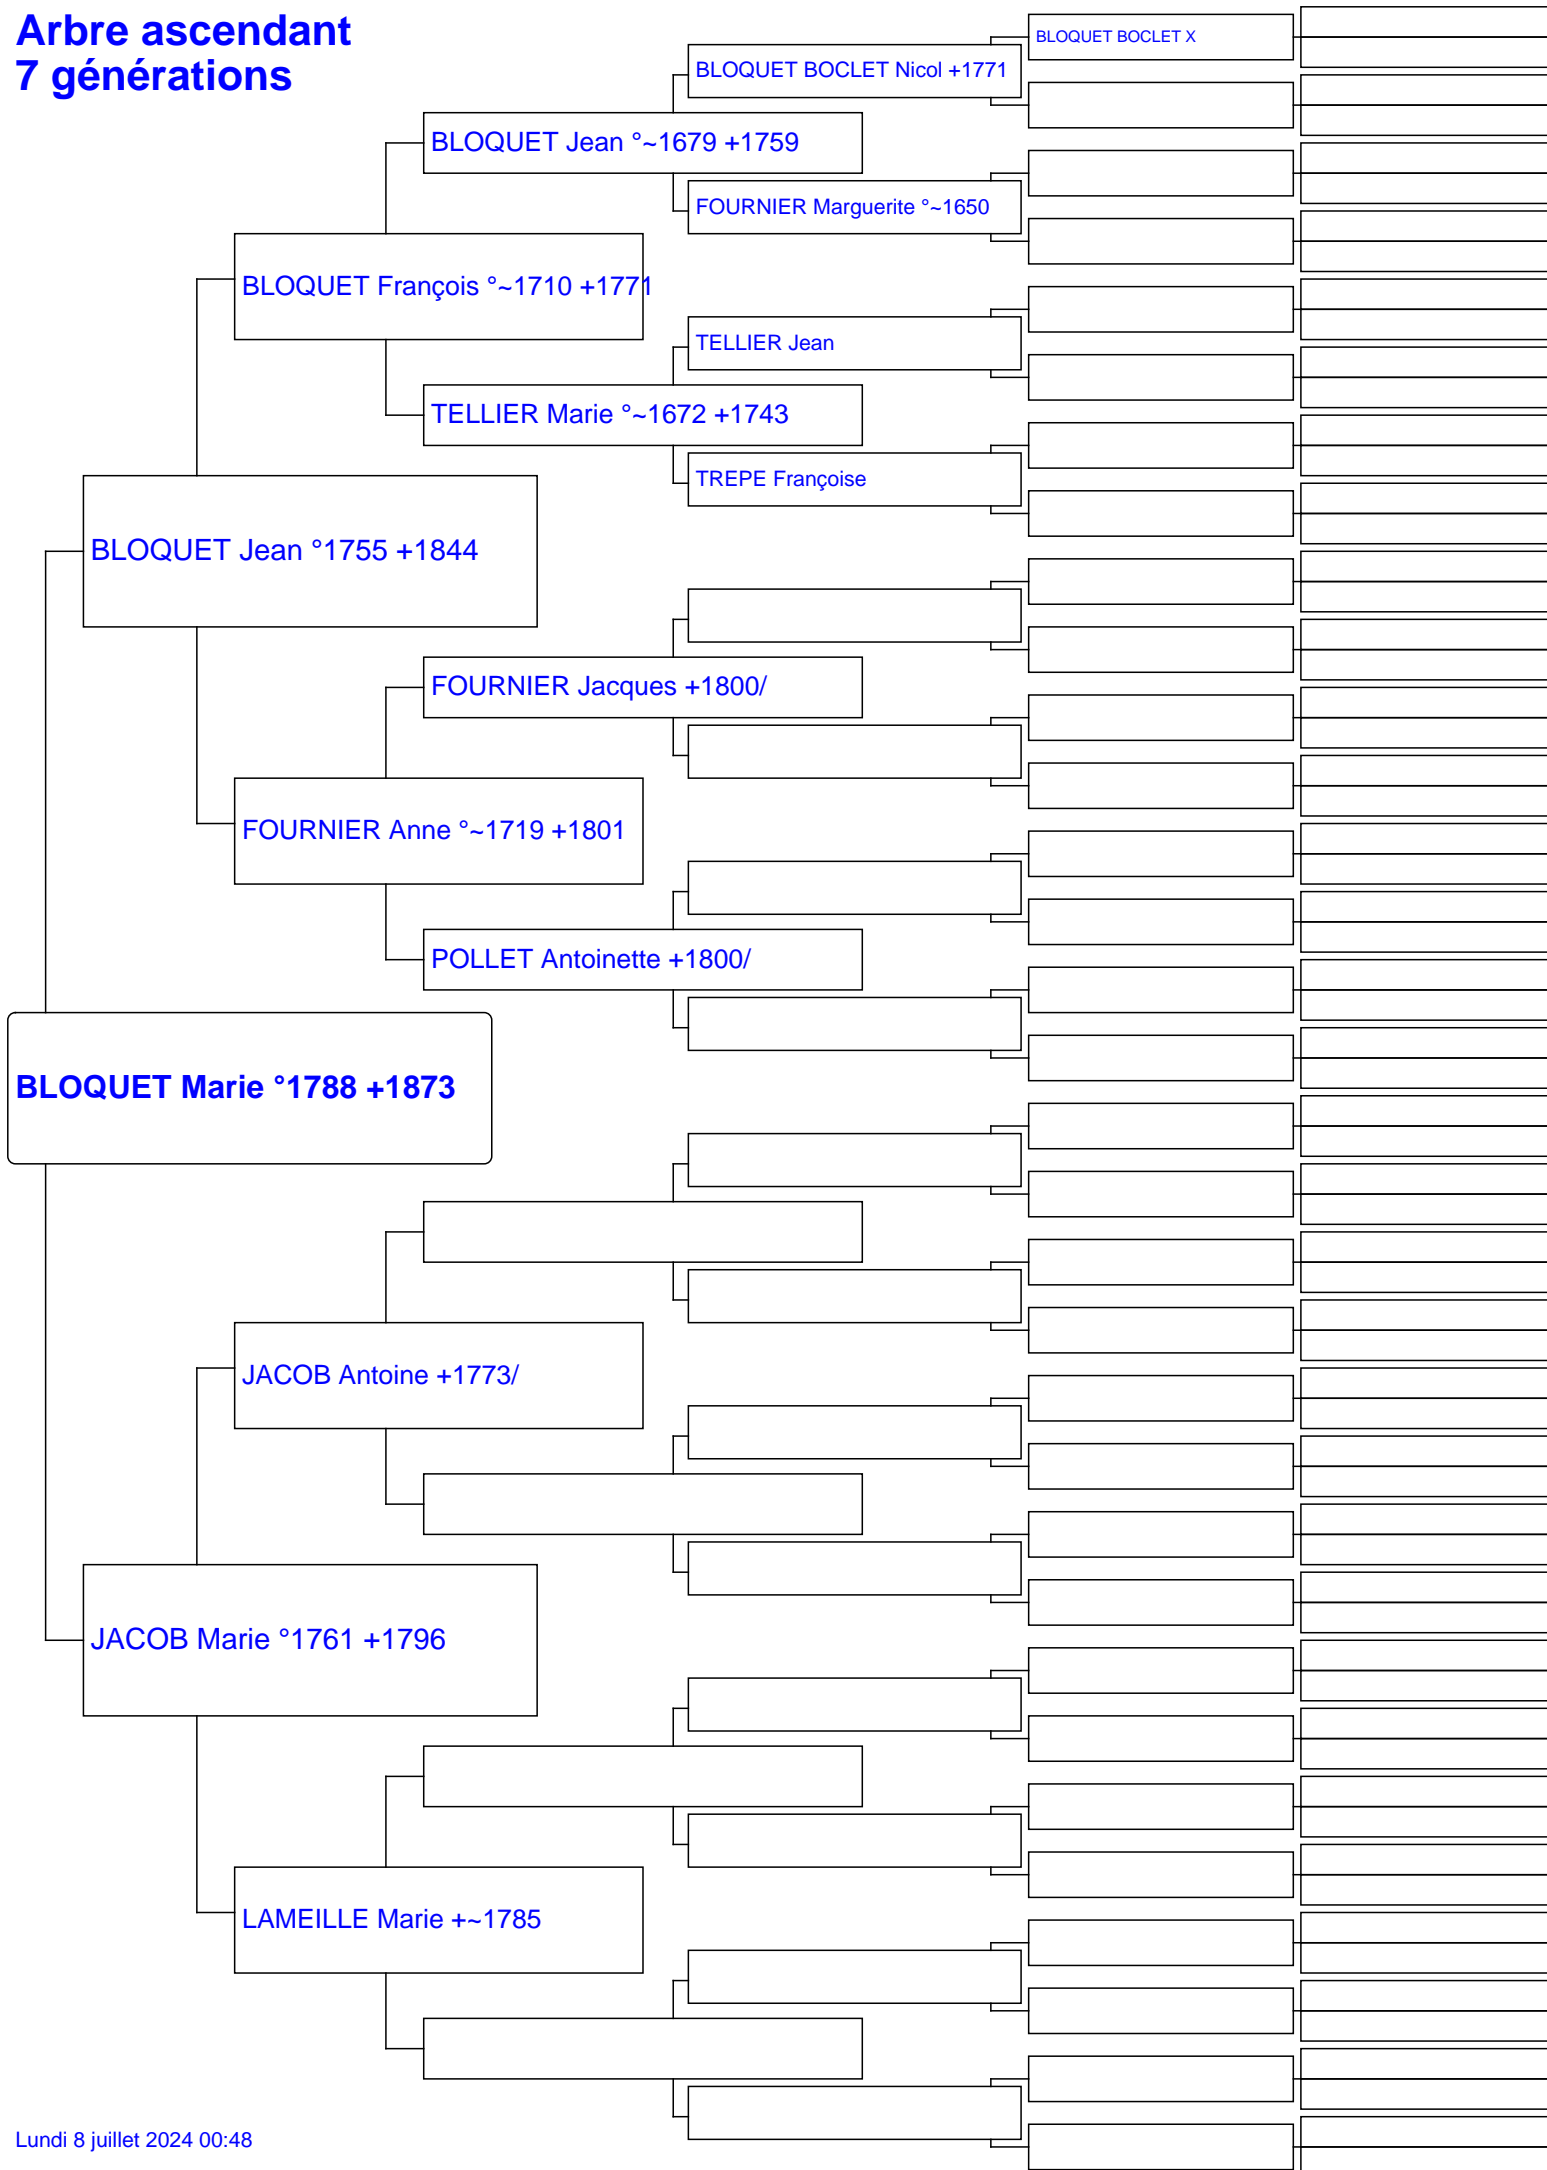 Arbre ascendant
7 générations
BLOQUET BOCLET X
BLOQUET BOCLET Nicol +1771
BLOQUET Jean °~1679 +1759
FOURNIER Marguerite °~1650
BLOQUET François °~1710 +1771
TELLIER Jean
TELLIER Marie °~1672 +1743
TREPE Françoise
BLOQUET Jean °1755 +1844
FOURNIER Jacques +1800/
FOURNIER Anne °~1719 +1801
POLLET Antoinette +1800/
BLOQUET Marie °1788 +1873
JACOB Antoine +1773/
JACOB Marie °1761 +1796
LAMEILLE Marie +~1785
Lundi 8 juillet 2024 00:48